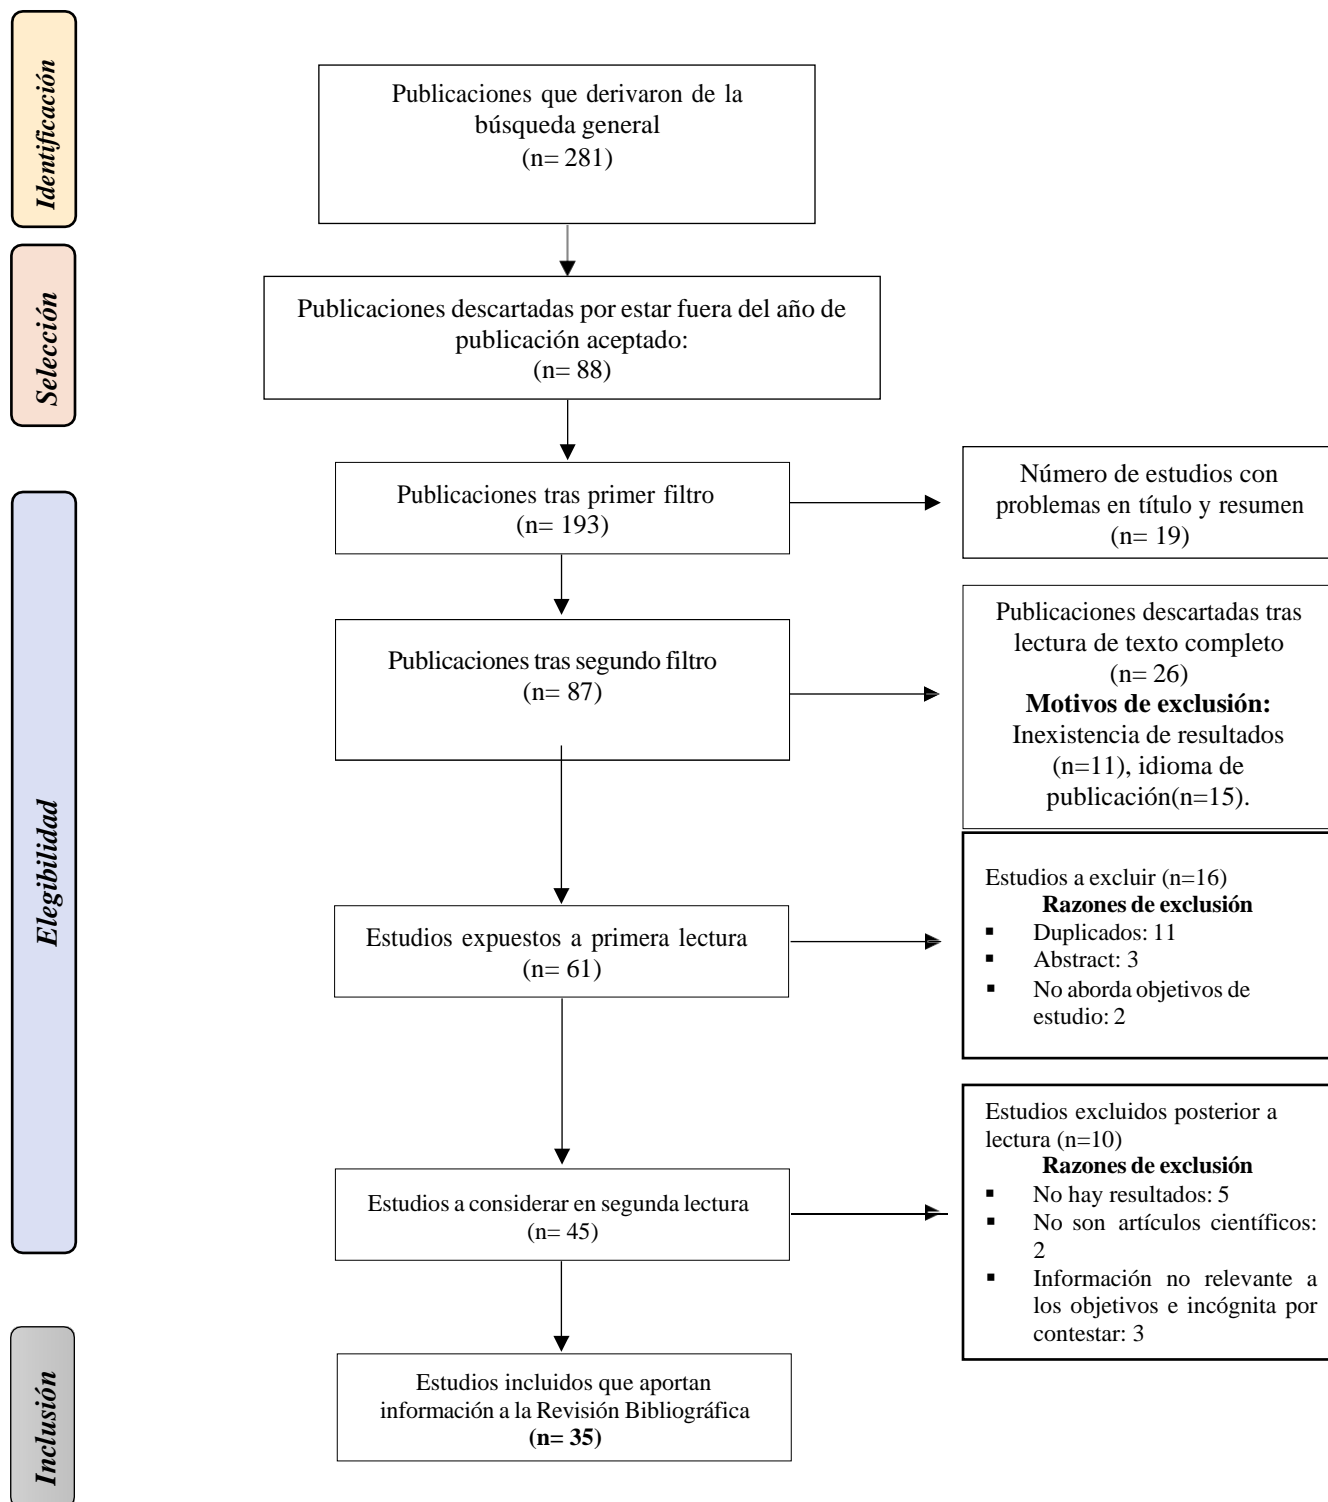 Identificación
Publicaciones que derivaron de la
búsqueda general
(n= 281)
Selección
Publicaciones descartadas por estar fuera del año de
publicación aceptado:
(n= 88)
Elegibilidad
Publicaciones tras primer filtro
(n= 193)
Número de estudios con
problemas en título y resumen
(n= 19)
Publicaciones tras segundo filtro
(n= 87)
Publicaciones descartadas tras
lectura de texto completo
(n= 26)
Motivos de exclusión:
Inexistencia de resultados
(n=11), idioma de
publicación(n=15).
Estudios expuestos a primera lectura
(n= 61)
Estudios a excluir (n=16)
Razones de exclusión
▪ Duplicados: 11
▪ Abstract: 3
▪ No aborda objetivos de
estudio: 2
Estudios a considerar en segunda lectura
(n= 45)
Estudios excluidos posterior a
lectura (n=10)
Razones de exclusión
▪ No hay resultados: 5
▪ No son artículos científicos:
2
▪ Información no relevante a
los objetivos e incógnita por
contestar: 3
Inclusión
Estudios incluidos que aportan
información a la Revisión Bibliográfica
(n= 35)